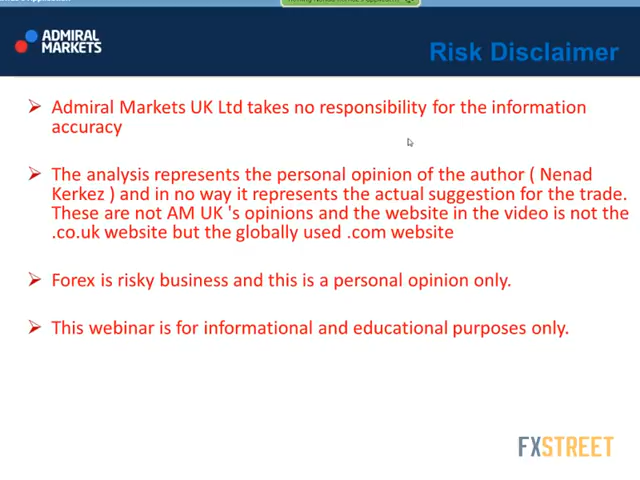 ADMIRAL
MARKETS
Risk Disclaimer
Admiral Markets UK Ltd takes no responsibility for the information
accuracy
The analysis represents the personal opinion of the author ( Nenad
Kerkez ) and in no way it represents the actual suggestion for the trade.
These are not AM UK 's opinions and the website in the video is not the
.co.uk website but the globally used .com website
Forex is risky business and this is a personal opinion only.
This webinar is for informational and educational purposes only.
FXSTREET